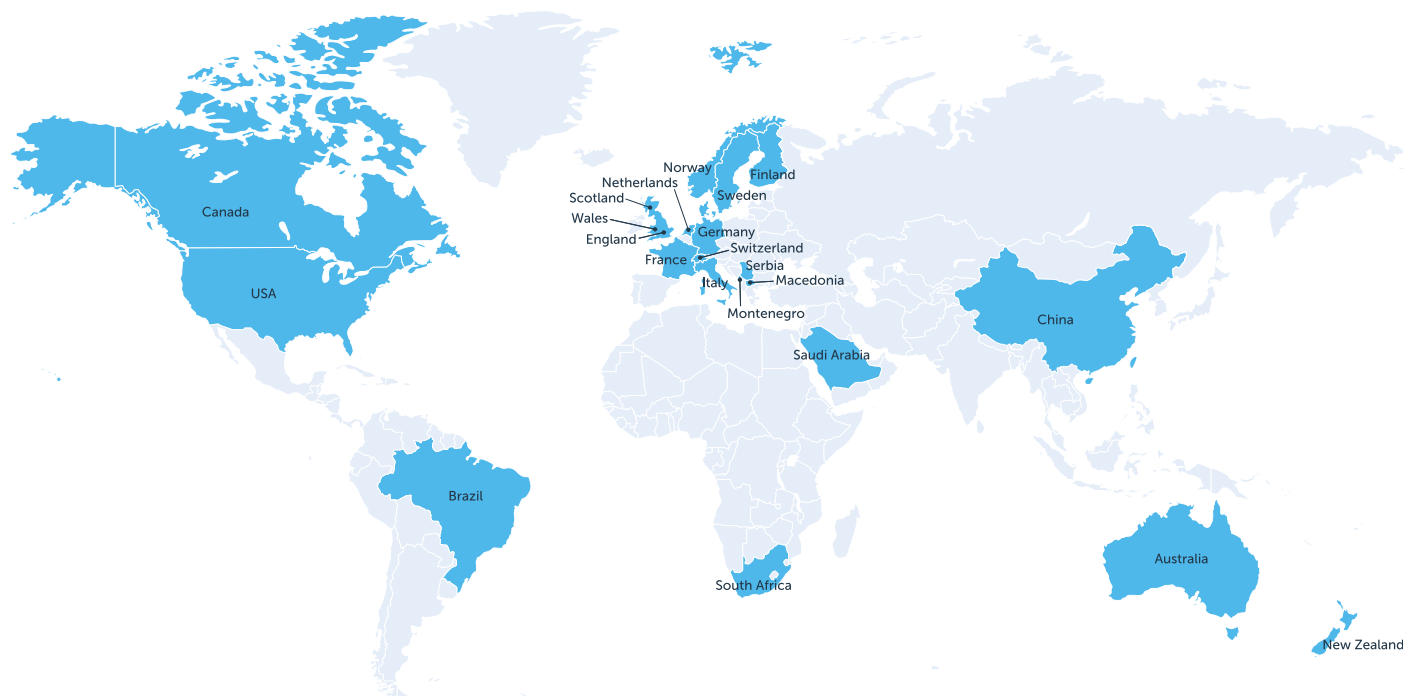 Norway
Finland
Netherlands
Sweden
Scotland
Canada
Wales
Germany
England
Switzerland
France
Serbia
Italy
Macedonia
USA
Montenegro
China
Saudi Arabia
Brazil
Australia
South Africa
New Zealand